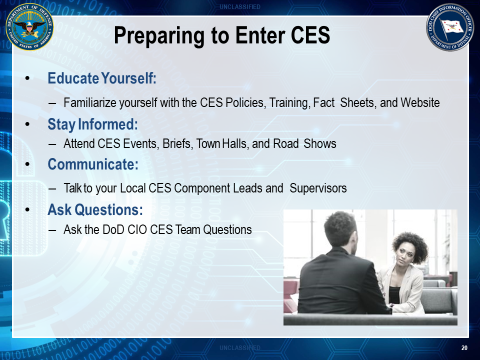 UNCLASSIFIED
Preparing to Enter CES
• Educate Yourself:
– Familiarize yourself with the CES Policies, Training, Fact Sheets, and Website
• Stay Informed:
– Attend CES Events, Briefs, Town Halls, and Road Shows
• Communicate:
– Talk to your Local CES Component Leads and Supervisors
• Ask Questions:
– Ask the DoD CIO CES Team Questions
UNCLASSIFIED
20